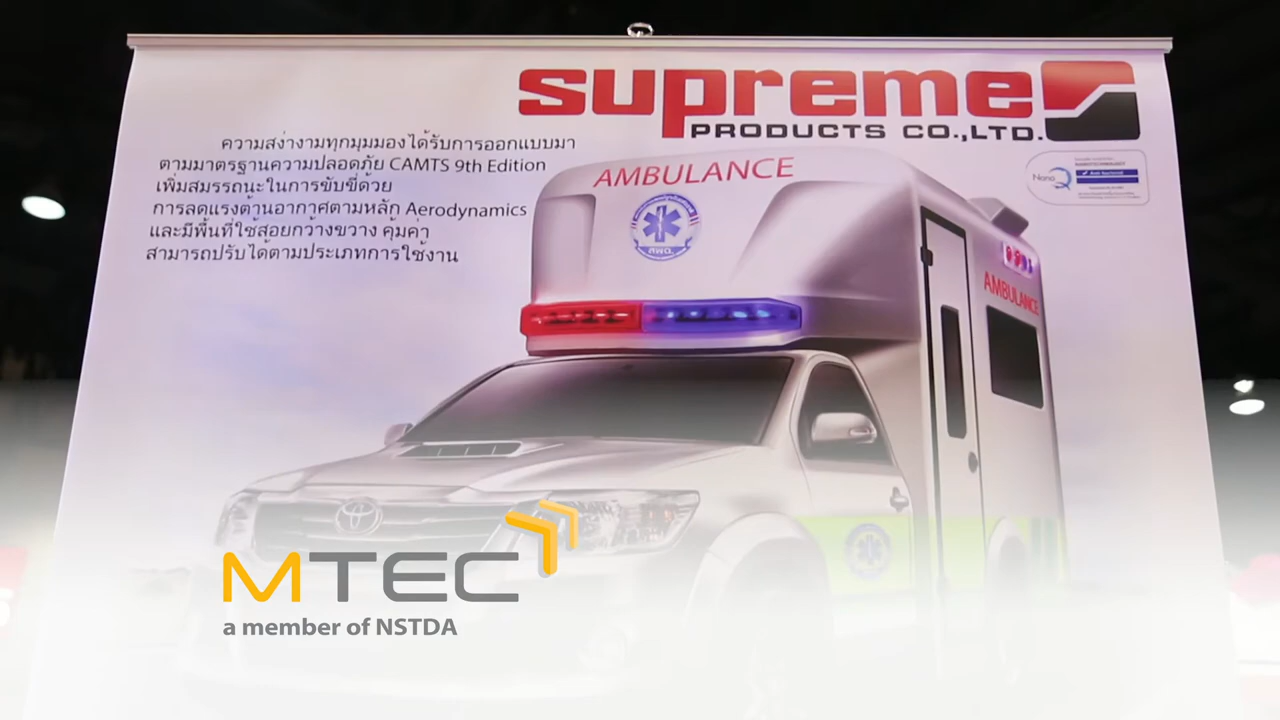 supreme
PRODUCTS CO.,LTD.
ความสง่างามทุกมุมมองได้รับการออกแบบมา
ตามมาตรฐานความปลอดภัย CAMTS 9th Edition
เพิ่มสมรรถนะในการขับขี่ด้วย
การลดแรงต้านอากาศตามหลัก Aerodynamics
และมีพื้นที่ใช้สอยกว้างขวาง คุ้มค่า
สามารถปรับได้ตามประเภทการใช้งาน
AMBULANCE
สพฉ.
NanoQ
AMBULANCE
MTEC
a member of NSTDA